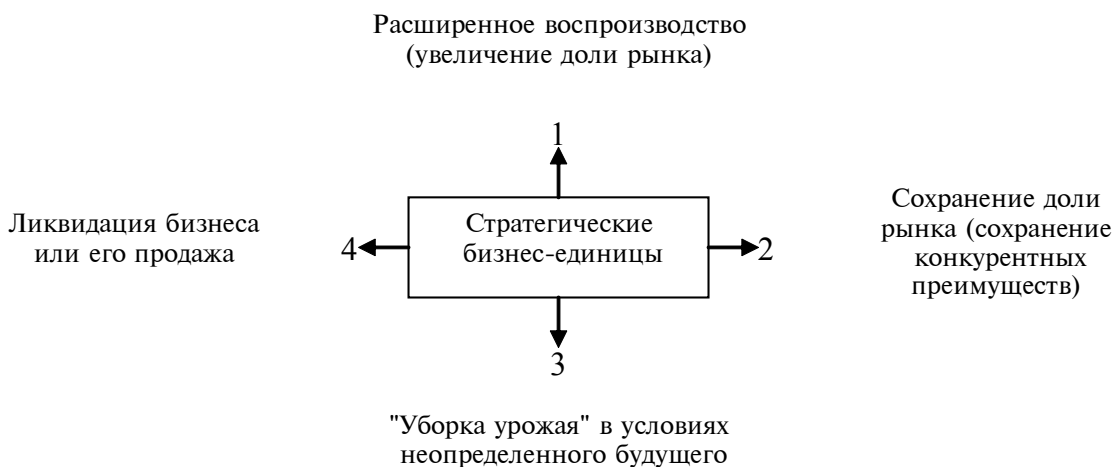 Расширенное воспроизводство
(увеличение доли рынка)
1
Ликвидация бизнеса
или его продажа
4
Стратегические
бизнес-единицы
2
Сохранение доли
рынка (сохранение
конкурентных
преимуществ)
3
"Уборка урожая" в условиях
неопределенного будущего